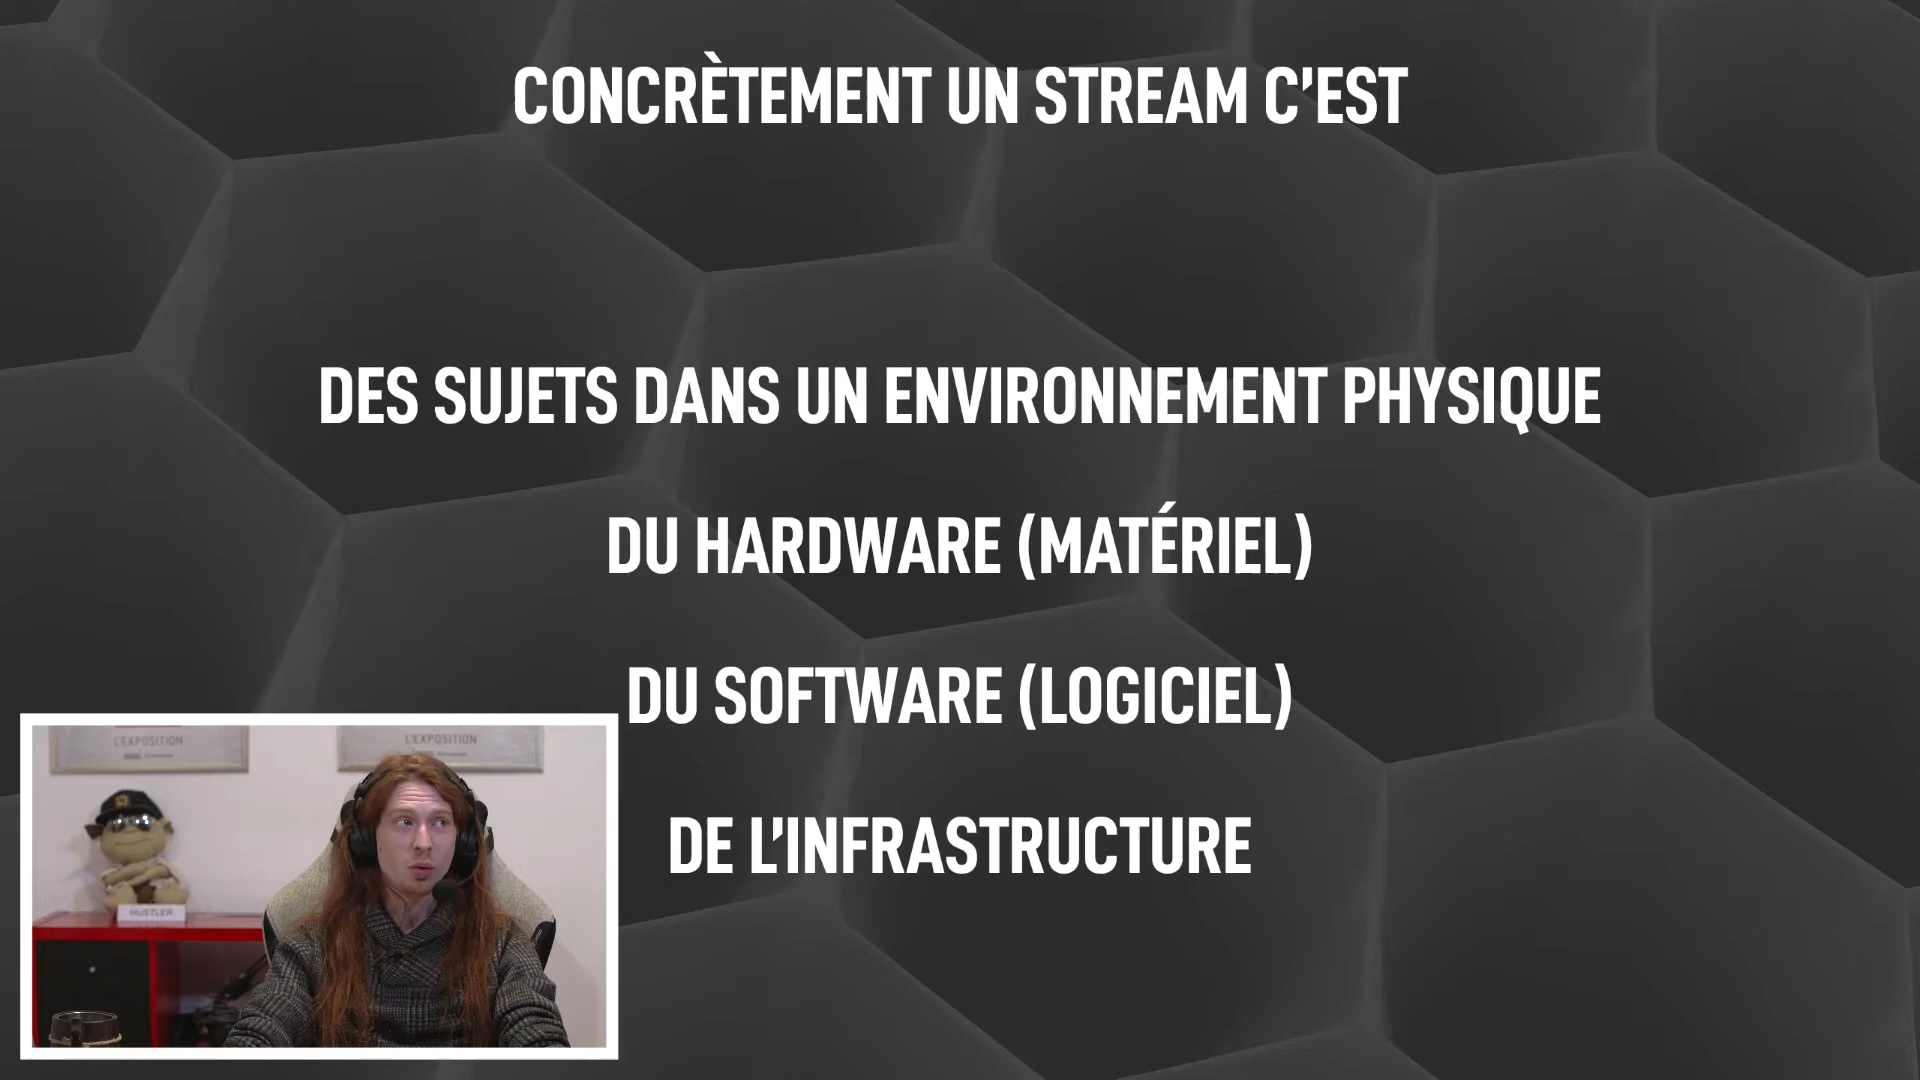 CONCRÈTEMENT UN STREAM C'EST
DES SUJETS DANS UN ENVIRONNEMENT PHYSIQUE
DU HARDWARE (MATÉRIEL)
DU SOFTWARE (LOGICIEL)
DE L'INFRASTRUCTURE
L'EXPOSITION
L'EXPOSITION
HUSTLER